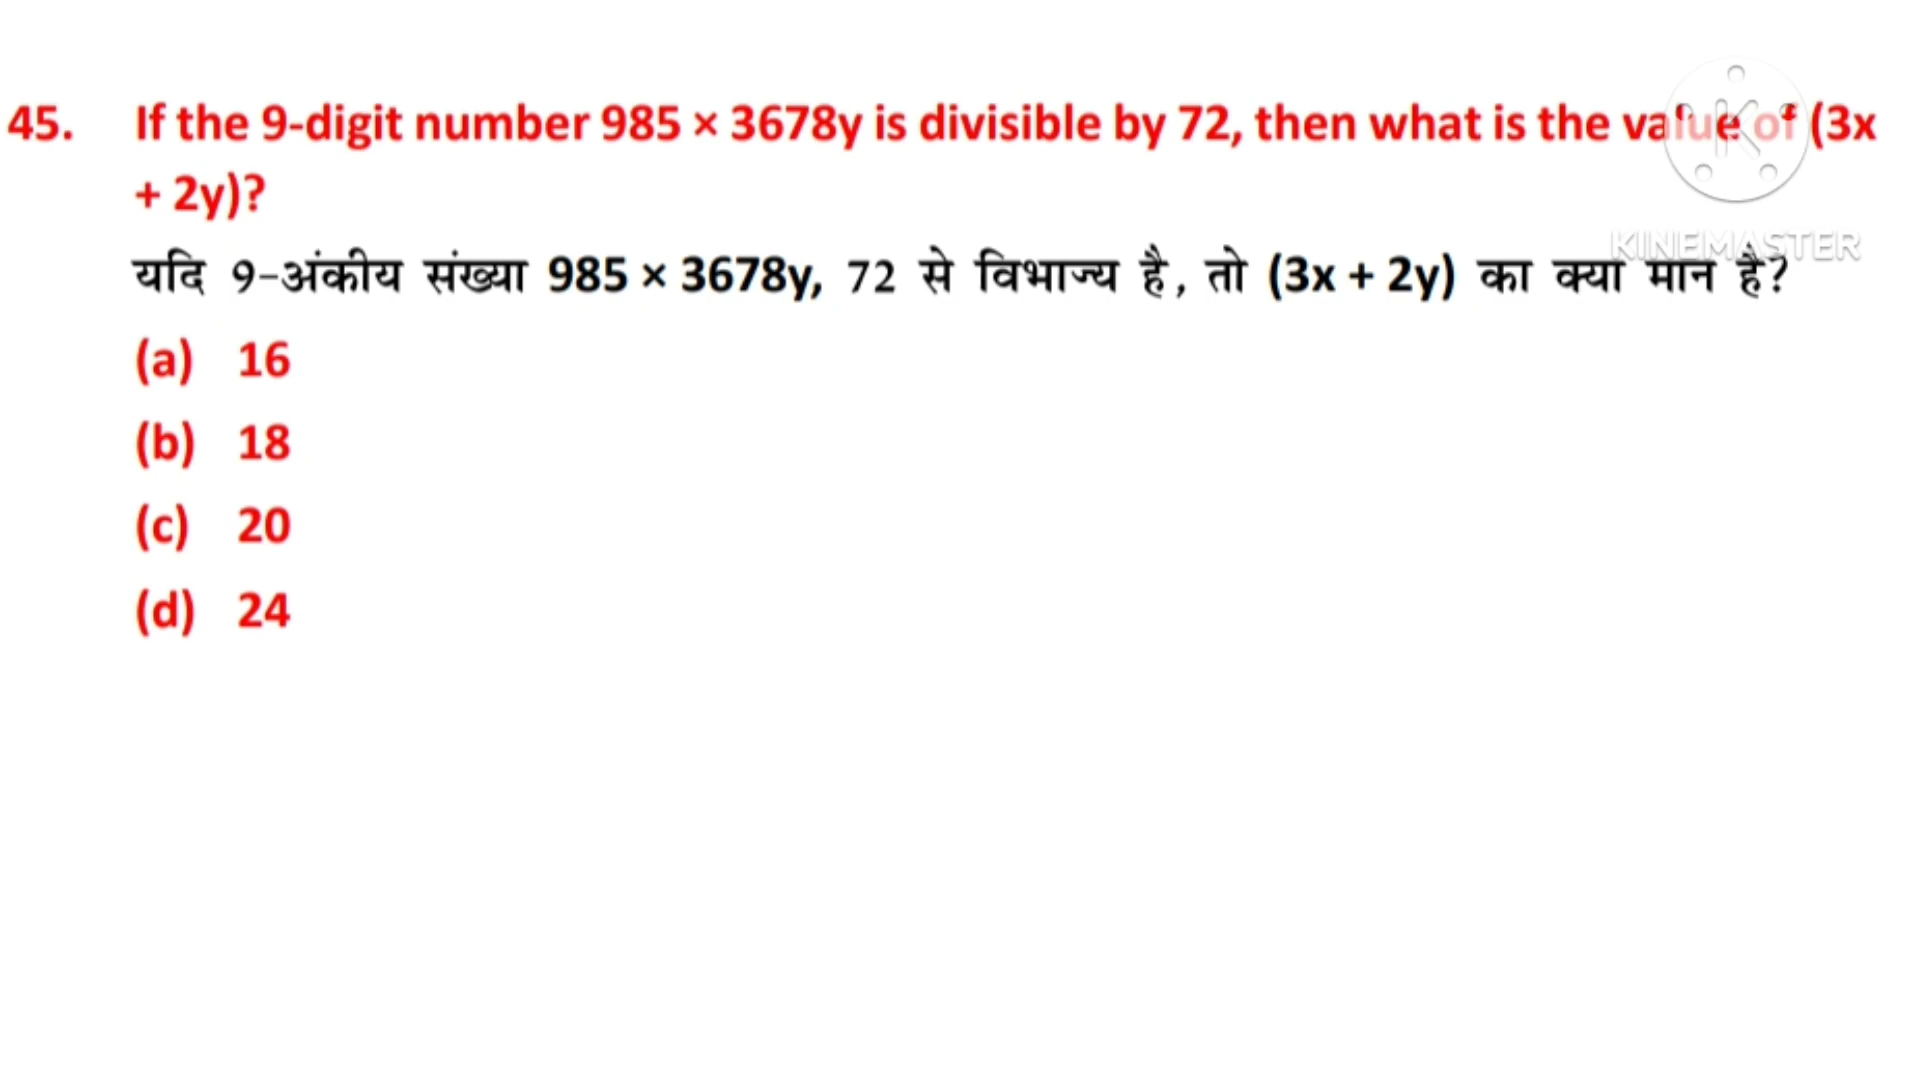 45. If the 9-digit number 985 × 3678y is divisible by 72, then what is the value of (3x
+ 2y)?
KINEMASTER
यदि 9-अंकीय संख्या 985 × 3678y, 72 से विभाज्य है, तो (3x + 2y) का क्या मान है?
(a) 16
(b) 18
(c) 20
(d) 24